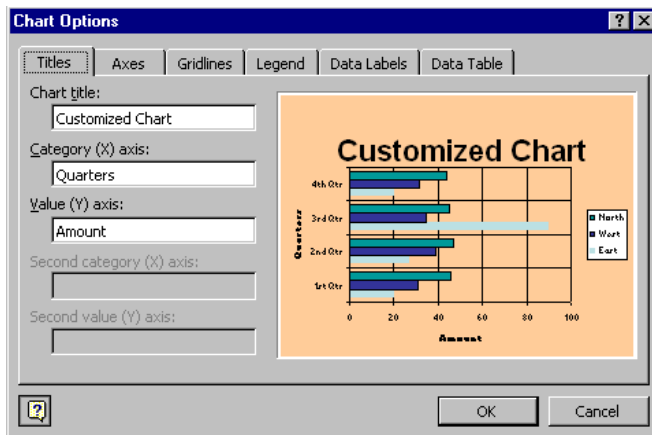 Chart Options
Titles Axes Gridlines Legend Data Labels Data Table
Chart title:
Customized Chart
Category (X) axis:
Quarters
Value (Y) axis:
Amount
Second category (X) axis:
Second value (Y) axis:
Customized Chart
Quarters
4th Qtr
3rd Qtr
2nd Qtr
1st Qtr
0 20 40 60 80 100
Amount
North
West
East
OK Cancel